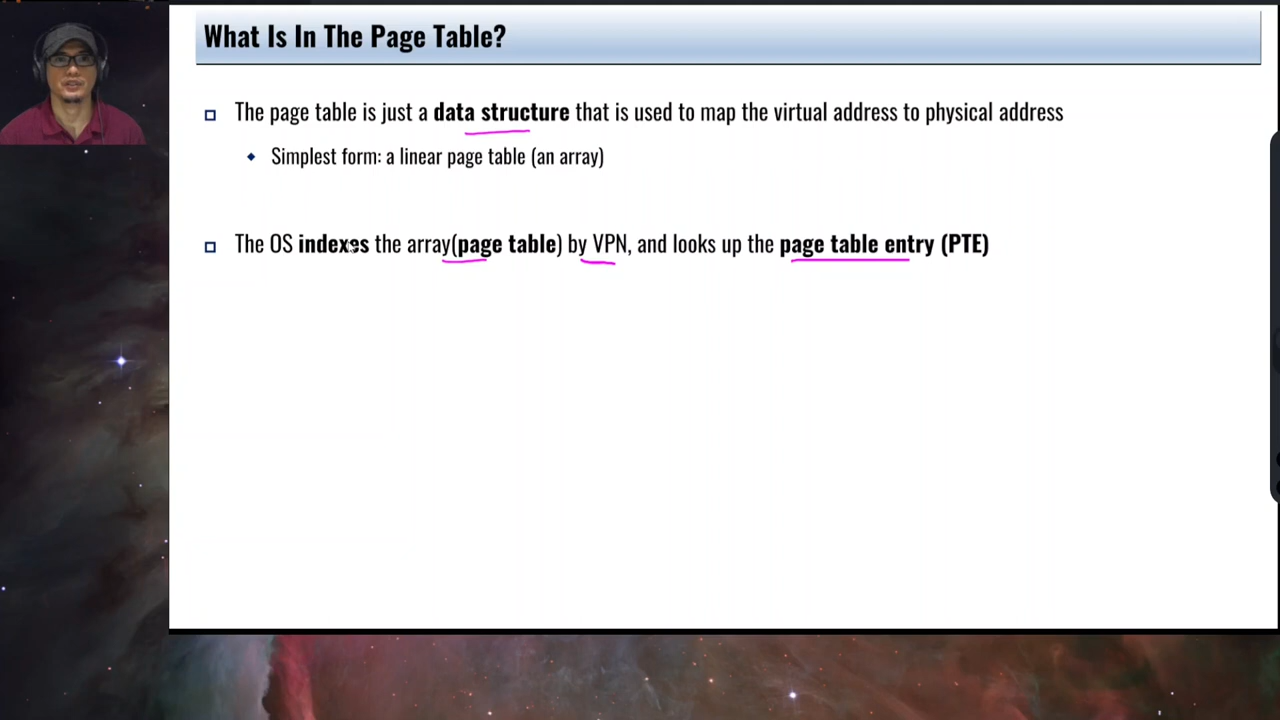 What Is In The Page Table?
The page table is just a data structure that is used to map the virtual address to physical address
Simplest form: a linear page table (an array)
The OS indexes the array(page table) by VPN, and looks up the page table entry (PTE)